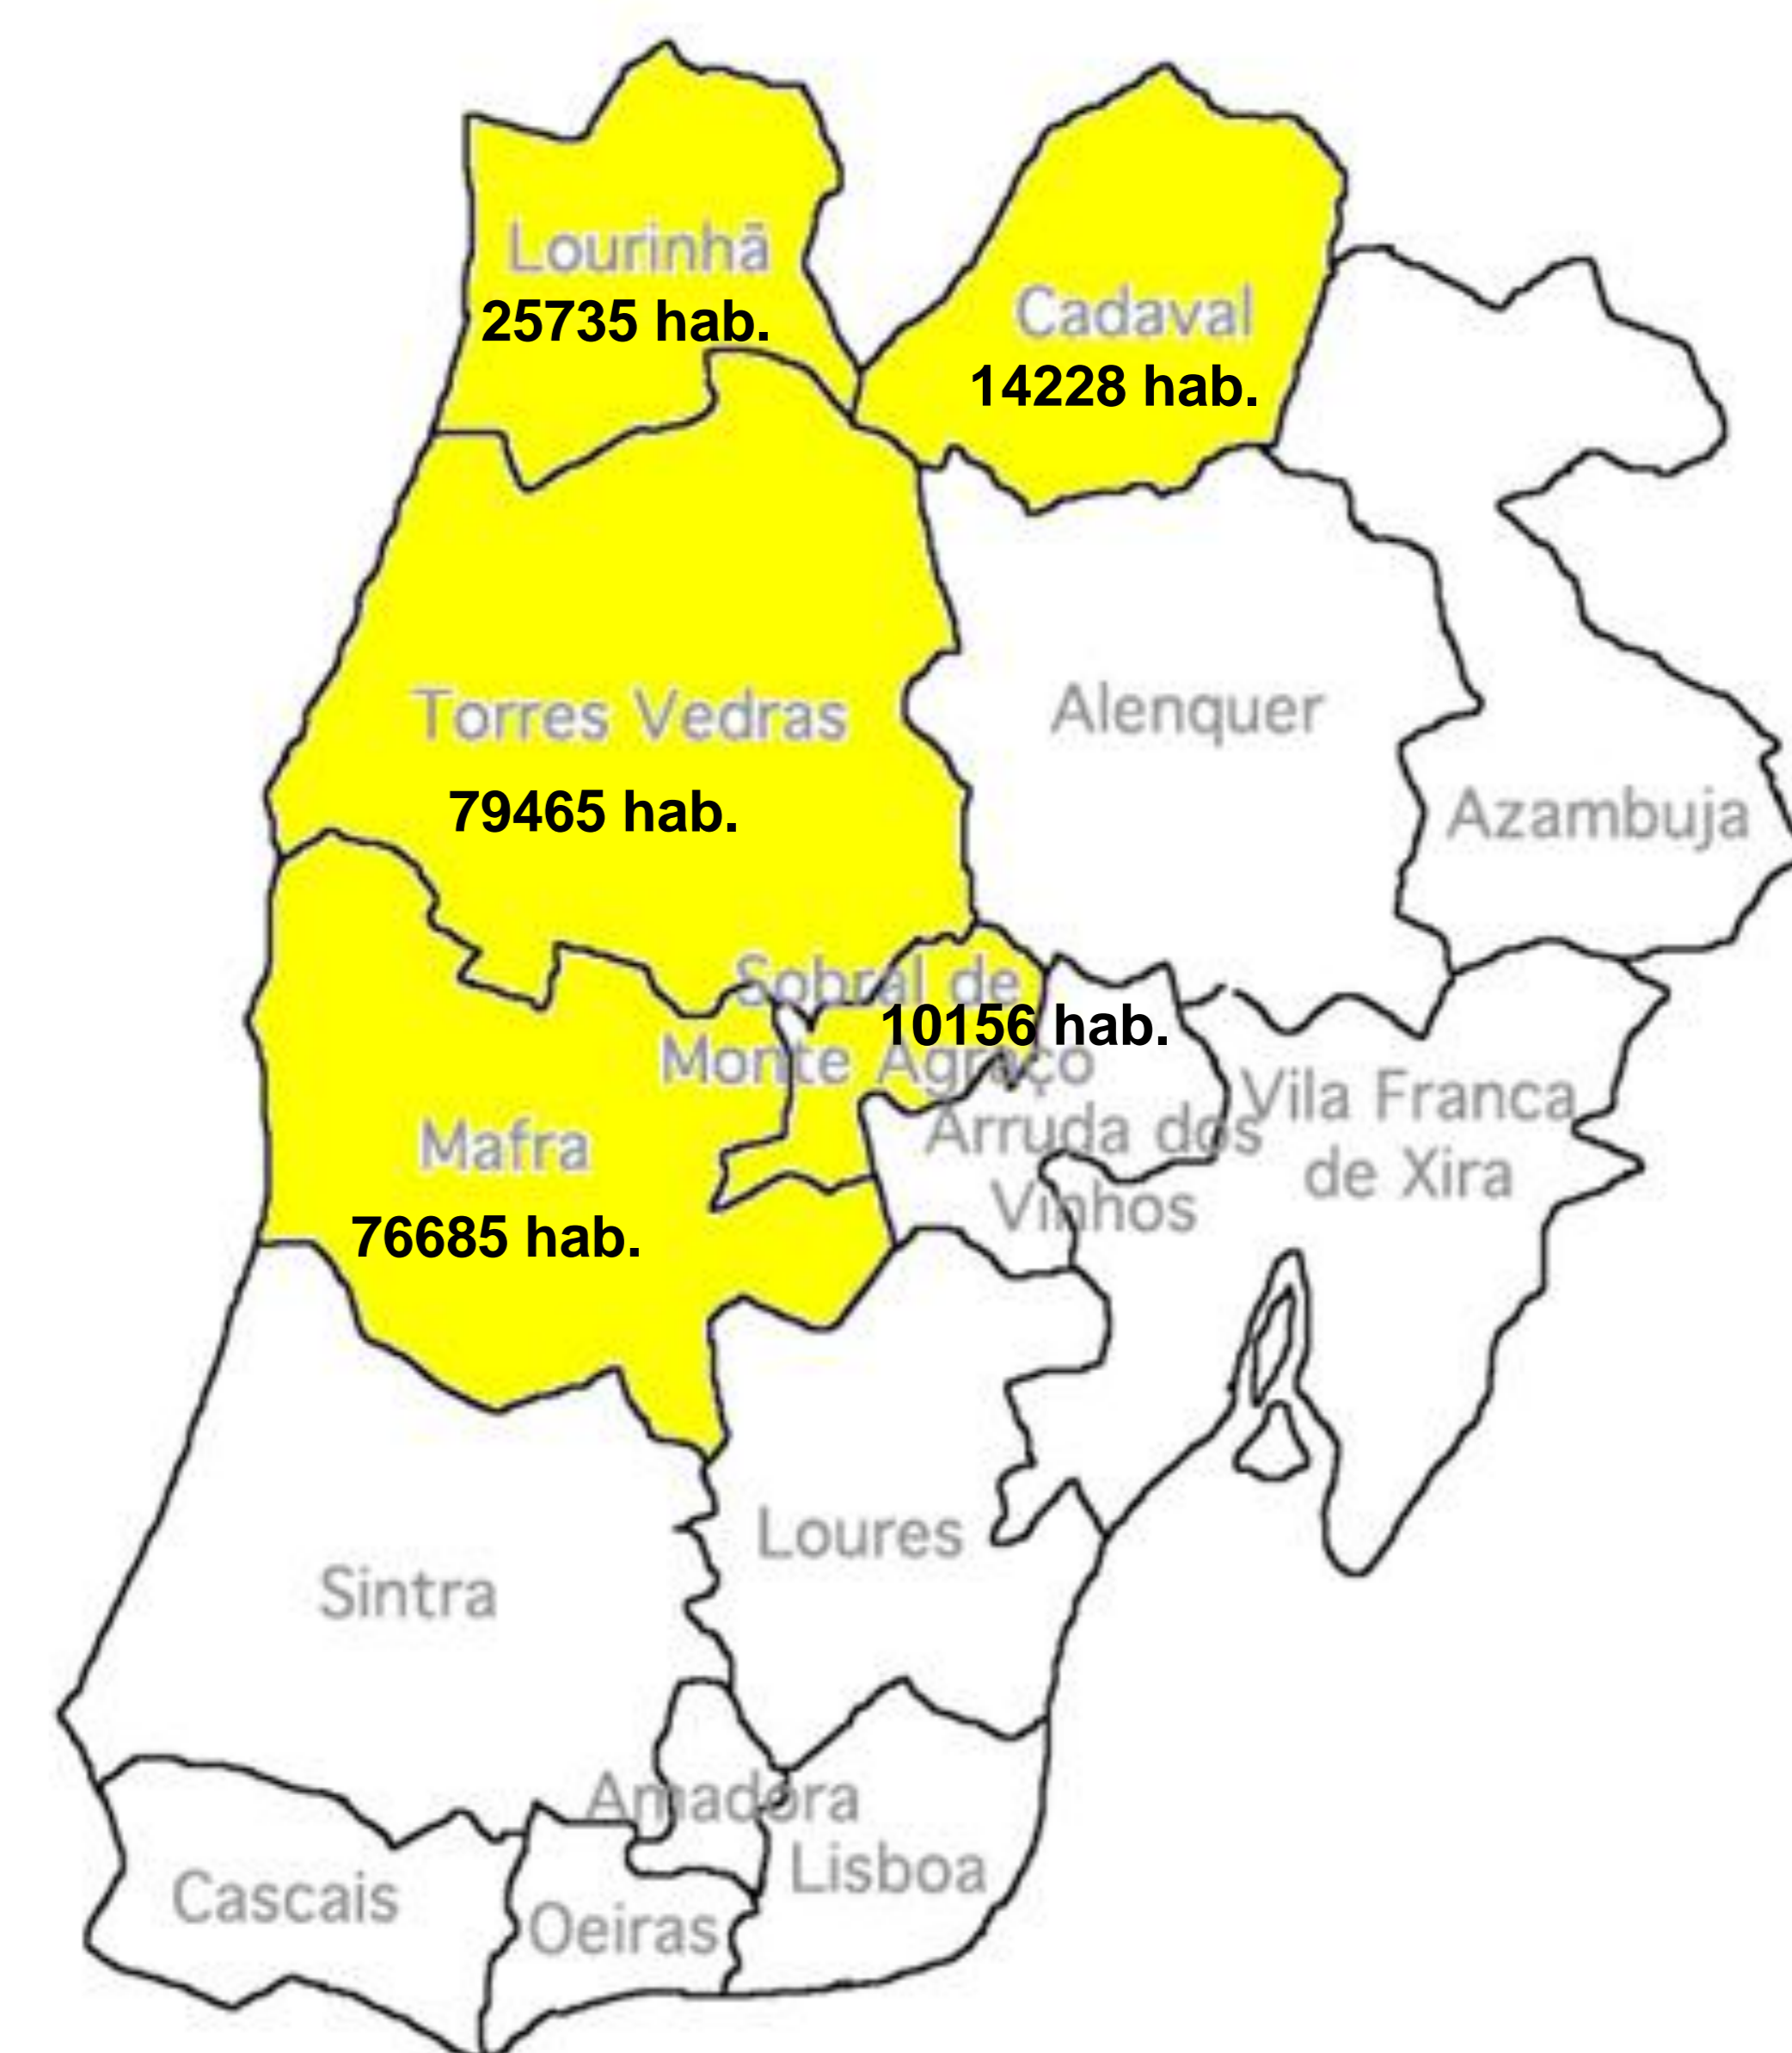 Lourinhã
25735 hab.
Cadaval
14228 hab.
Torres Vedras
79465 hab.
Alenquer
Azambuja
Sobral de
Monte Agraço
10156 hab.
Mafra
76685 hab.
Arruda dos
Vinhos
Vila Franca
de Xira
Loures
Sintra
Amadora
Lisboa
Cascais
Oeiras